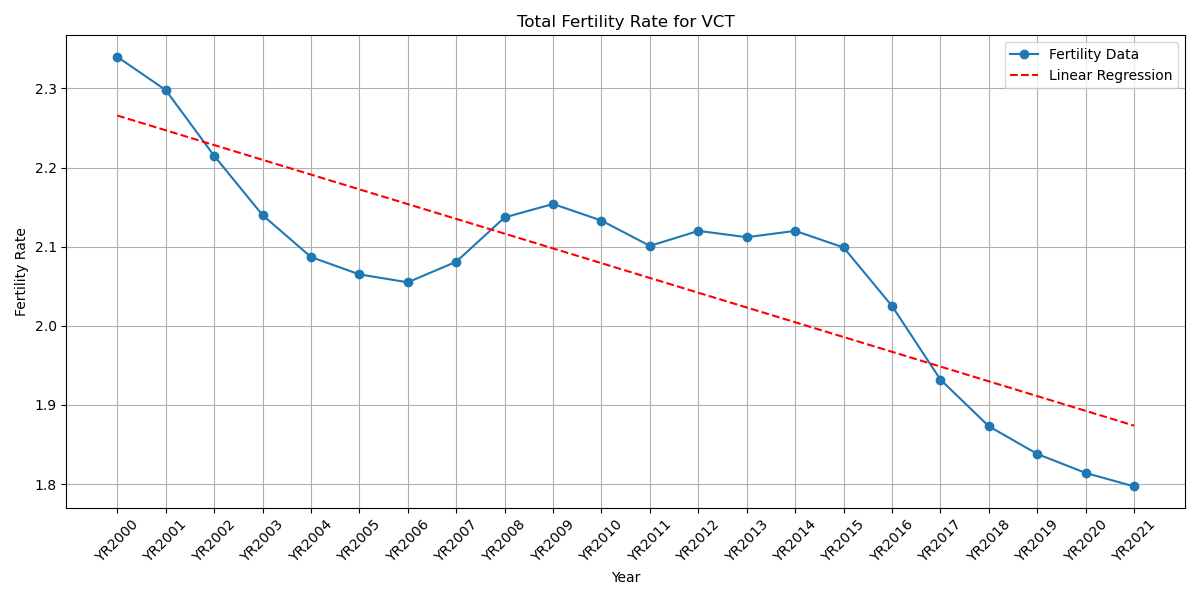 Total Fertility Rate for VCT
Fertility Data
Linear Regression
Fertility Rate
2.3
2.2
2.1
2.0
1.9
1.8
YR2000
YR2001
YR2002
YR2003
YR2004
YR2005
YR2006
YR2007
YR2008
YR2009
YR2010
YR2011
YR2012
YR2013
YR2014
YR2015
YR2016
YR2017
YR2018
YR2019
YR2020
YR2021
Year